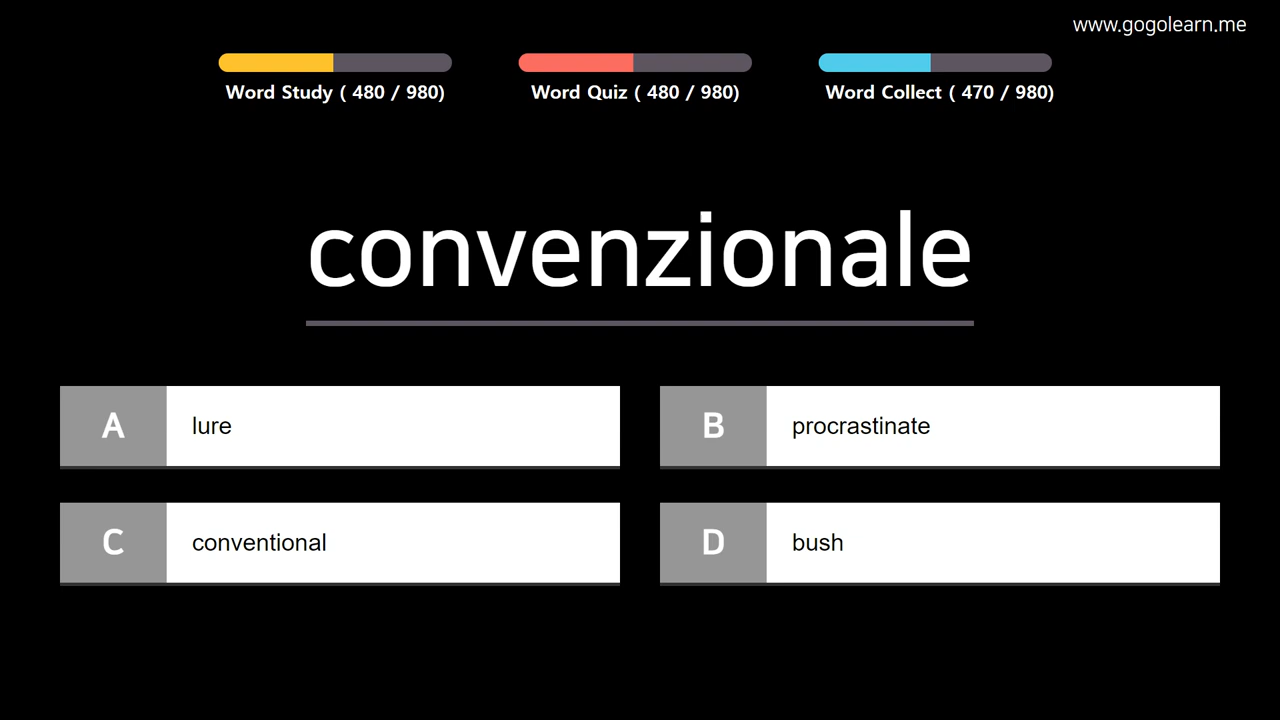 www.gogolearn.me
Word Study ( 480 / 980)
Word Quiz ( 480 / 980)
Word Collect ( 470 / 980)
convenzionale
A
lure
B
procrastinate
C
conventional
D
bush